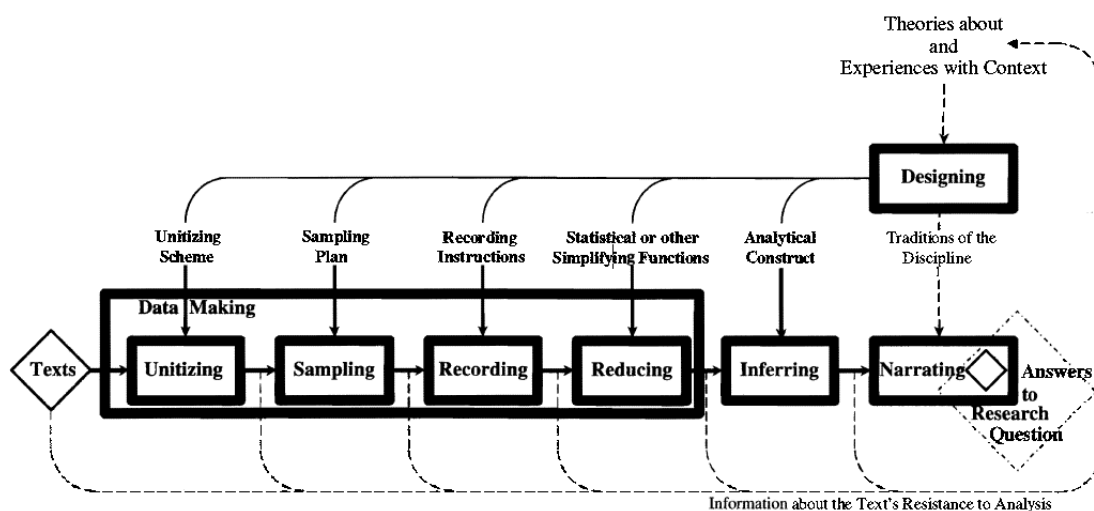 Theories about
and
Experiences with Context
Designing
Unitizing
Scheme
Sampling
Plan
Recording
Instructions
Statistical or other
Simplifying Functions
Analytical
Construct
Traditions of the
Discipline
Data Making
Texts
Unitizing
Sampling
Recording
Reducing
Inferring
Narrating
Answers
to
Research
Question
Information about the Text's Resistance to Analysis